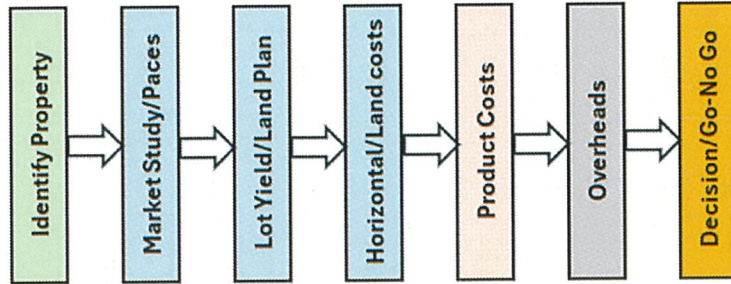 Identify Property
Market Study/Paces
Lot Yield/Land Plan
Horizontal/Land costs
Product Costs
Overheads
Decision/Go-No Go